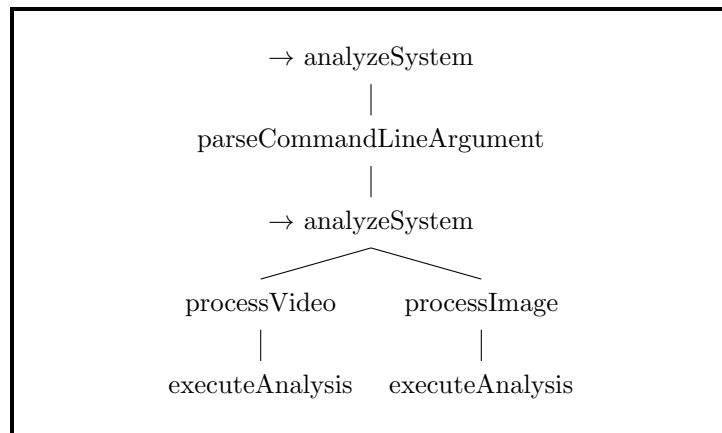 → analyzeSystem
parseCommandLineArgument
→ analyzeSystem
processVideo processImage
executeAnalysis executeAnalysis